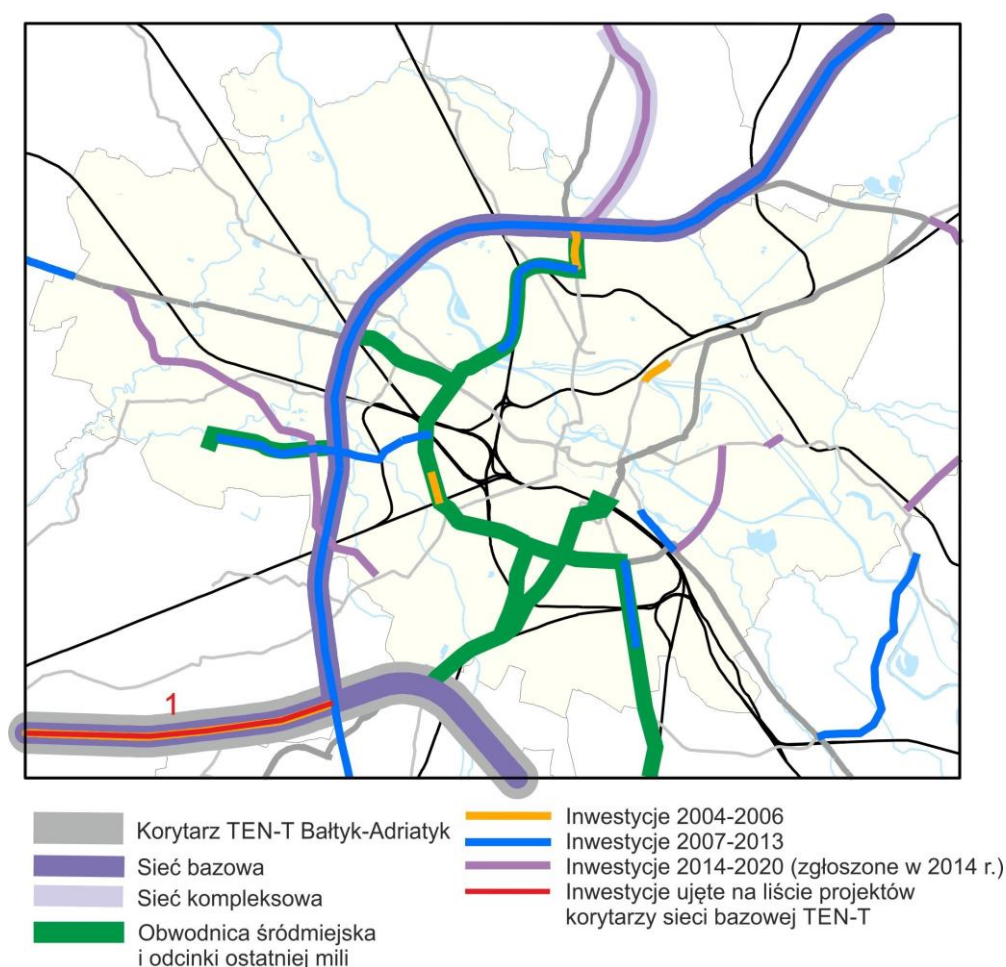 1
Korytarz TEN-T Bałtyk-Adriatyk
Sieć bazowa
Sieć kompleksowa
Obwodnica śródmiejska
i odcinki ostatniej mili
Inwestycje 2004-2006
Inwestycje 2007-2013
Inwestycje 2014-2020 (zgłoszone w 2014 r.)
Inwestycje ujęte na liście projektów
korytarzy sieci bazowej TEN-T